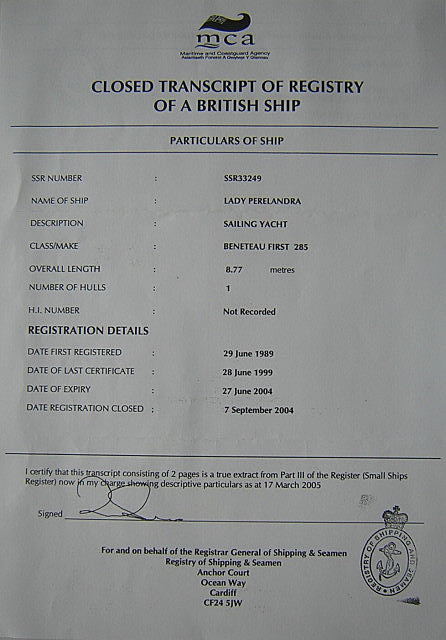 mca
Maritime and Coastguard Agency
CLOSED TRANSCRIPT OF REGISTRY
OF A BRITISH SHIP
PARTICULARS OF SHIP
SSR NUMBER : SSR33249
NAME OF SHIP : LADY PERELANDRA
DESCRIPTION : SAILING YACHT
CLASS/MAKE : BENETEAU FIRST 285
OVERALL LENGTH : 8.77 metres
NUMBER OF HULLS : 1
H.I. NUMBER : Not Recorded
REGISTRATION DETAILS
DATE FIRST REGISTERED : 29 June 1989
DATE OF LAST CERTIFICATE : 28 June 1999
DATE OF EXPIRY : 27 June 2004
DATE REGISTRATION CLOSED ; 7 September 2004
I certify that this transcript consisting of 2 pages is a true extract from Part III of the Register (Small Ships
Register) now in my charge showing descriptive particulars as at 17 March 2005
Signed
For and on behalf of the Registrar General of Shipping & Seamen
Registry of Shipping & Seamen
Anchor Court
Ocean Way
Cardiff
CF24 5JW
REGISTRY OF SHIPPING AND SEAMEN